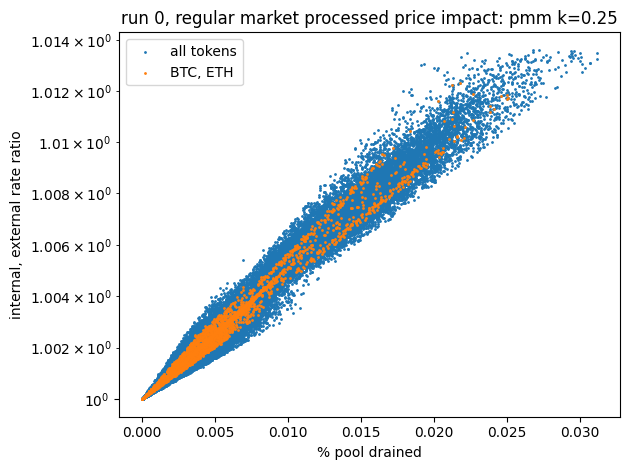 run 0, regular market processed price impact: pmm k=0.25
all tokens
BTC, ETH
internal, external rate ratio
1.014 × 10⁰
1.012 × 10⁰
1.01 × 10⁰
1.008 × 10⁰
1.006 × 10⁰
1.004 × 10⁰
1.002 × 10⁰
10⁰
0.000 0.005 0.010 0.015 0.020 0.025 0.030
% pool drained